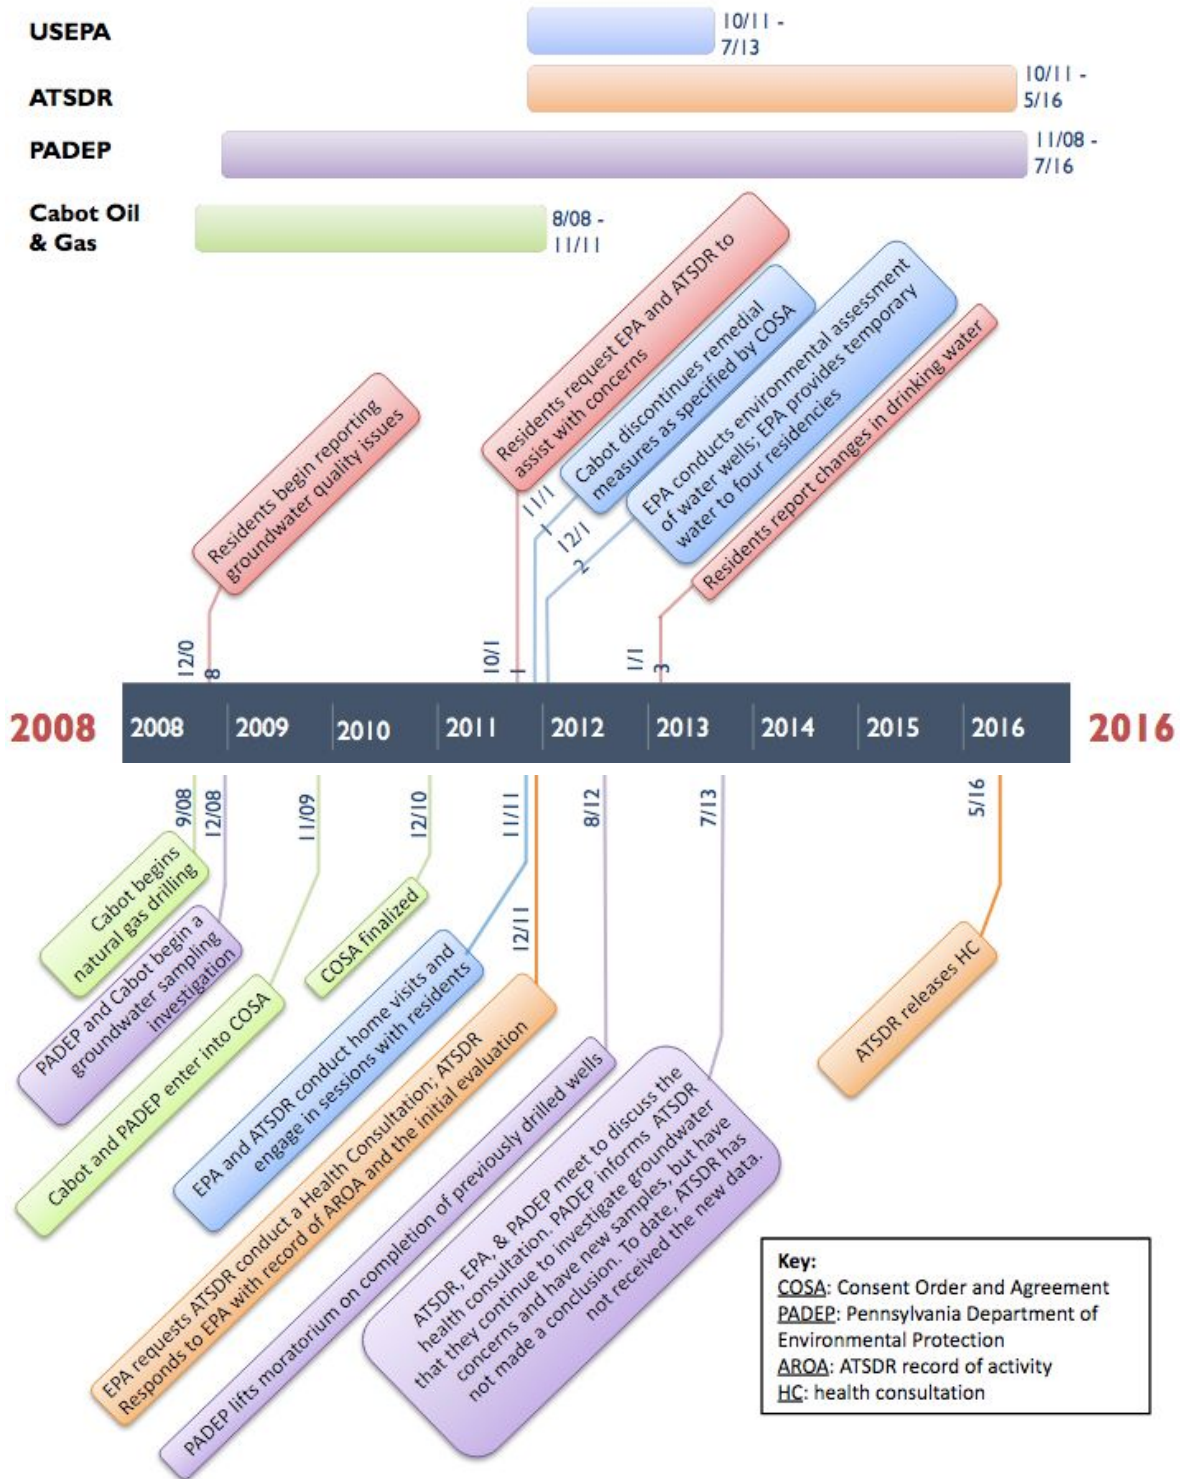 USEPA
10/11 -
7/13
ATSDR
10/11 -
5/16
PADEP
11/08 -
7/16
Cabot Oil
& Gas
8/08 -
11/11
Residents begin reporting
groundwater quality issues
Residents request EPA and ATSDR to
assist with concerns
Cabot discontinues remedial
measures as specified by COSA
EPA conducts environmental assessment
of water wells; EPA provides temporary
water to four residencies
Residents report changes in drinking water
12/0
8
10/1
1
11/1
1
12/1
2
1/1
3
2008
2008
2009
2010
2011
2012
2013
2014
2015
2016
2016
9/08
12/08
11/09
12/10
11/11
12/11
8/12
7/13
5/16
Cabot begins
natural gas drilling
PADEP and Cabot begin a
groundwater sampling
investigation
Cabot and PADEP enter into COSA
COSA finalized
EPA and ATSDR conduct home visits and
engage in sessions with residents
EPA requests ATSDR conduct a Health Consultation; ATSDR
Responds to EPA with record of AROA and the initial evaluation
PADEP lifts moratorium on completion of previously drilled wells
ATSDR, EPA, & PADEP meet to discuss the
health consultation. PADEP informs ATSDR
that they continue to investigate groundwater
concerns and have new samples, but have
not made a conclusion. To date, ATSDR has
not received the new data.
ATSDR releases HC
Key:
COSA: Consent Order and Agreement
PADEP: Pennsylvania Department of
Environmental Protection
AROA: ATSDR record of activity
HC: health consultation